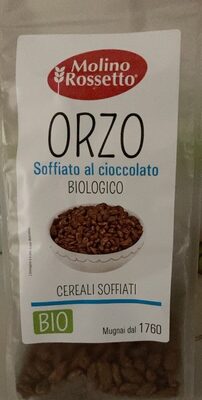 Molino
Rossetto
ORZO
Soffiato al cioccolato
BIOLOGICO
CEREALI SOFFIATI
BIO
Mugnai dal 1760